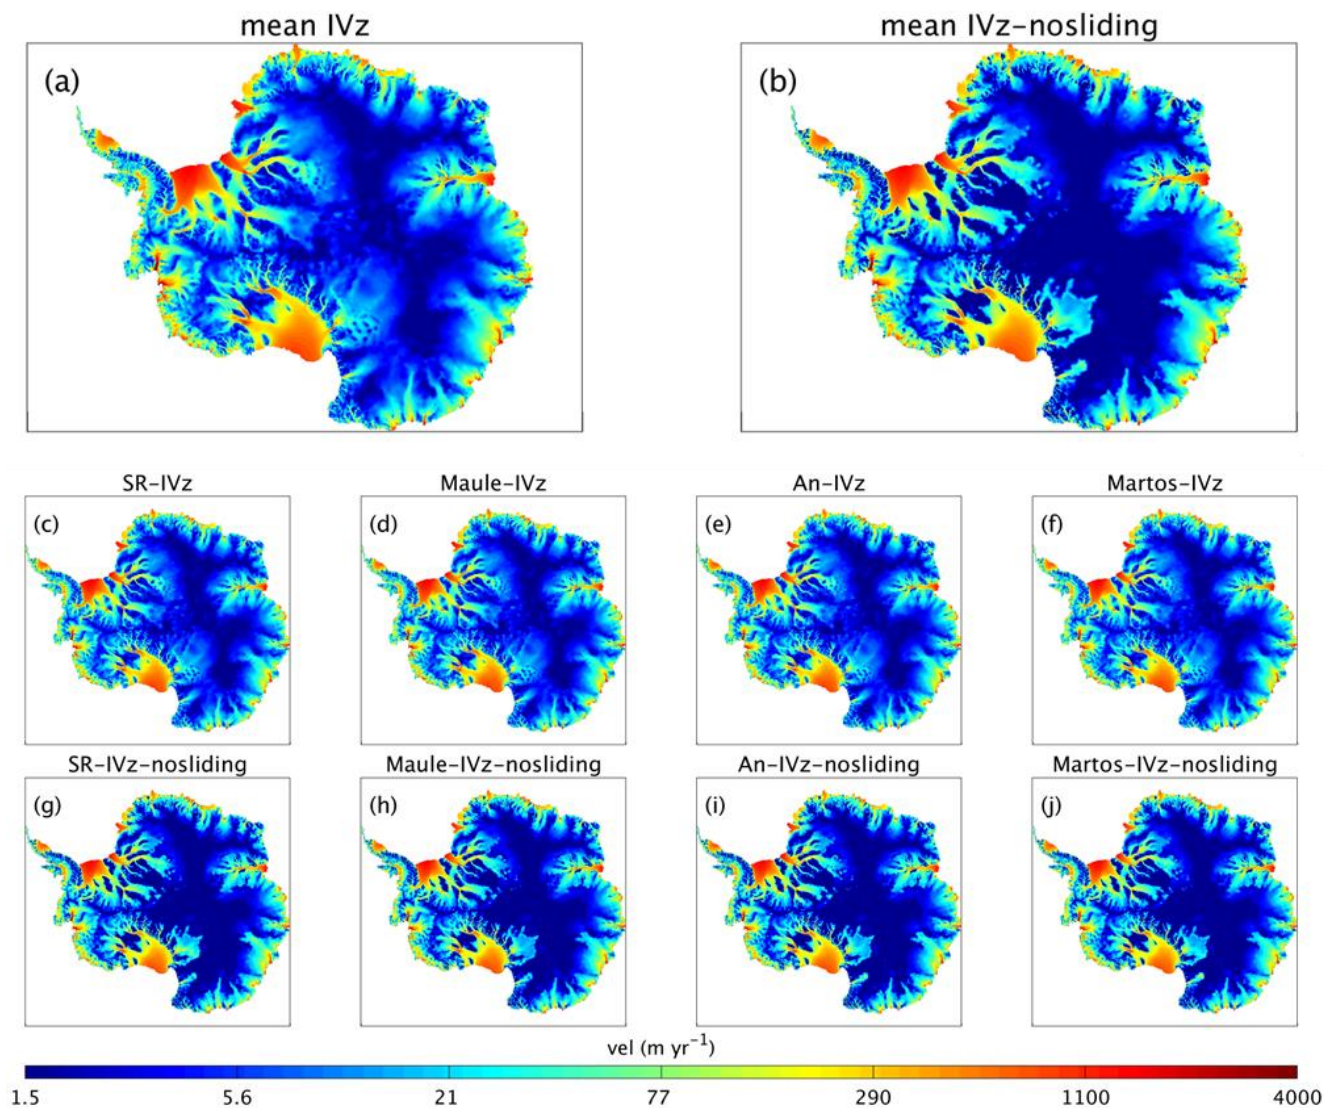 mean IVz
mean IVz-nosliding
(a)
(b)
SR-IVz
Maule-IVz
An-IVz
Martos-IVz
(c)
(d)
(e)
(f)
SR-IVz-nosliding
Maule-IVz-nosliding
An-IVz-nosliding
Martos-IVz-nosliding
(g)
(h)
(i)
(j)
vel (m yr⁻¹)
1.5 5.6 21 77 290 1100 4000